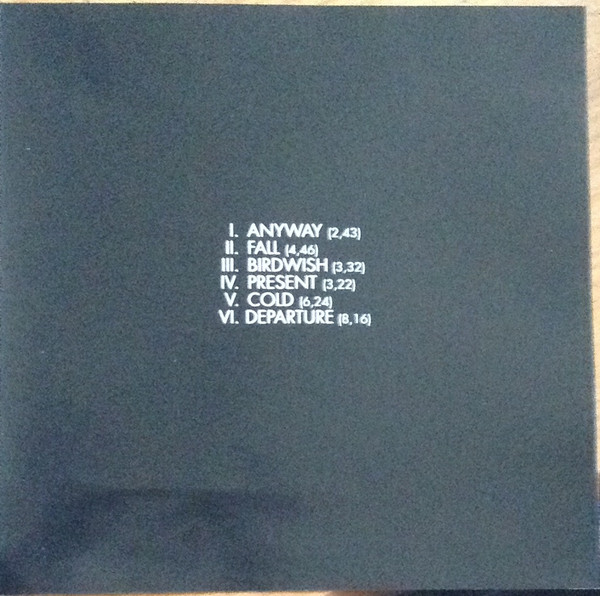 I. ANYWAY (2,43)
II. FALL (4,46)
III. BIRDWISH (3,32)
IV. PRESENT (3,22)
V. COLD (6,24)
VI. DEPARTURE (8,16)